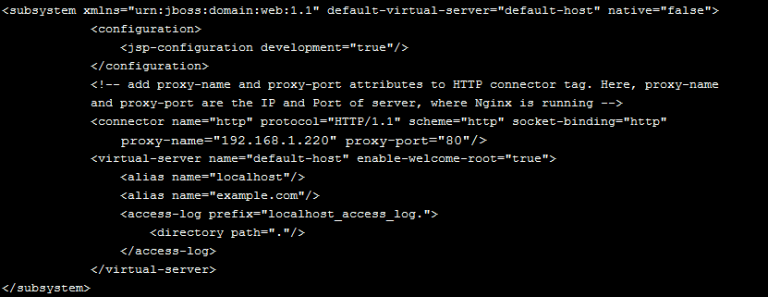 <subsystem xmlns="urn:jboss:domain:web:1.1" default-virtual-server="default-host" native="false">
<configuration>
<jsp-configuration development="true"/>
</configuration>
<!-- add proxy-name and proxy-port attributes to HTTP connector tag. Here, proxy-name
and proxy-port are the IP and Port of server, where Nginx is running -->
<connector name="http" protocol="HTTP/1.1" scheme="http" socket-binding="http"
proxy-name="192.168.1.220" proxy-port="80"/>
<virtual-server name="default-host" enable-welcome-root="true">
<alias name="localhost"/>
<alias name="example.com"/>
<access-log prefix="localhost_access_log.">
<directory path="."/>
</access-log>
</virtual-server>
</subsystem>